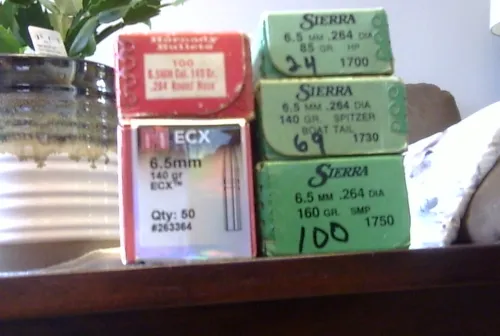 Hornady
Bullets
100
6.5MM Cal. 140 Gr.
.264 Round Nose
H ECX
6.5mm
140 gr
ECX™
Qty: 50
#263364
SIERRA
6.5 MM .264 DIA
85 GR. HP
24 1700
SIERRA
6.5 MM .264 DIA
140 GR. SPITZER
BOAT TAIL
69 1730
SIERRA
6.5 MM .264 DIA
160 GR. SMP
100 1750